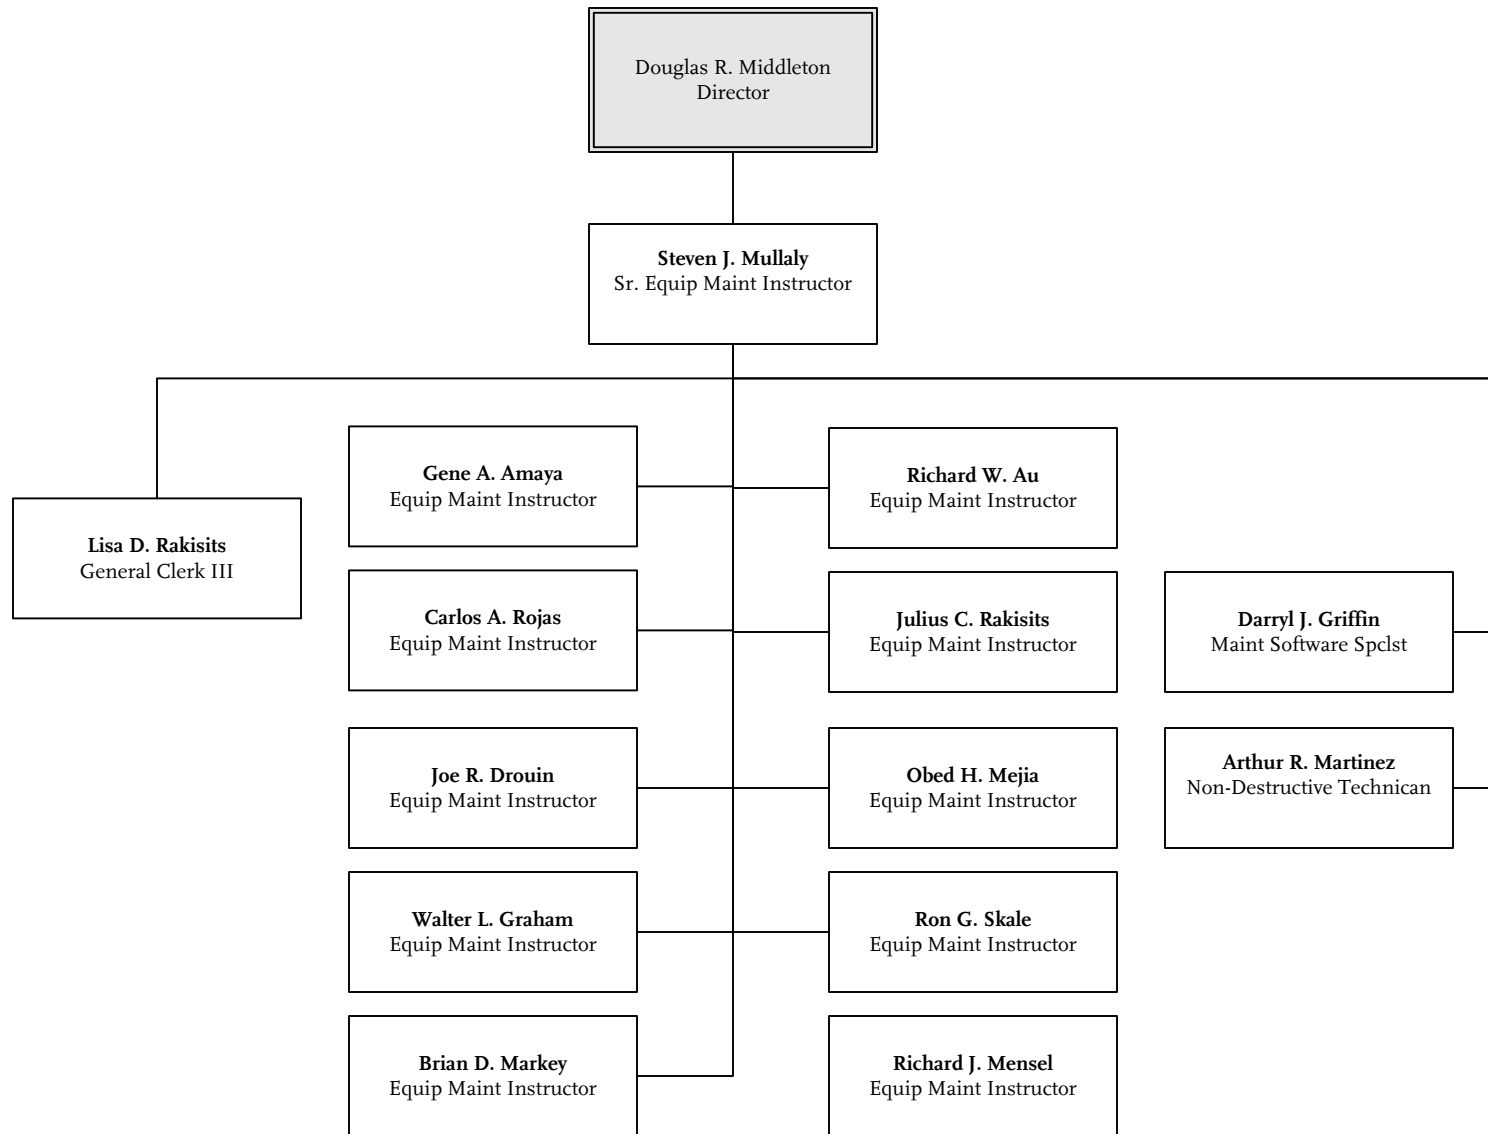 Douglas R. Middleton
Director
Steven J. Mullaly
Sr. Equip Maint Instructor
Gene A. Amaya
Equip Maint Instructor
Richard W. Au
Equip Maint Instructor
Lisa D. Rakisits
General Clerk III
Carlos A. Rojas
Equip Maint Instructor
Julius C. Rakisits
Equip Maint Instructor
Darryl J. Griffin
Maint Software Spclst
Joe R. Drouin
Equip Maint Instructor
Obed H. Mejia
Equip Maint Instructor
Arthur R. Martinez
Non-Destructive Technican
Walter L. Graham
Equip Maint Instructor
Ron G. Skale
Equip Maint Instructor
Brian D. Markey
Equip Maint Instructor
Richard J. Mensel
Equip Maint Instructor